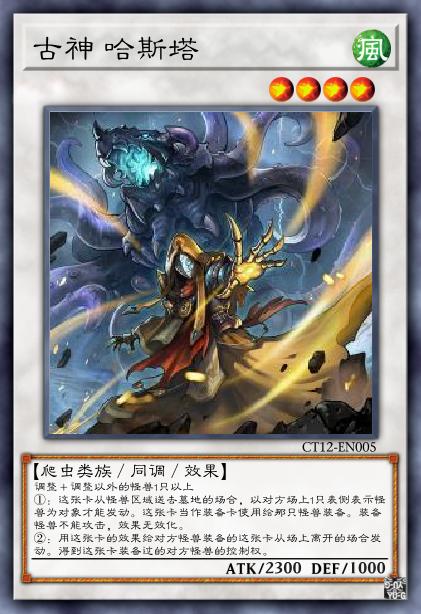 古神 哈斯塔
風
CT12-EN005
【爬虫类族／同调／效果】
调整＋调整以外的怪兽1只以上
①：这张卡从怪兽区域送去墓地的场合，以对方场上1只表侧表示怪
兽为对象才能发动。这张卡当作装备卡使用给那只怪兽装备。装备
怪兽不能攻击，效果无效化。
②：用这张卡的效果给对方怪兽装备的这张卡从场上离开的场合发
动。得到这张卡装备过的对方怪兽的控制权。
ATK/2300 DEF/1000